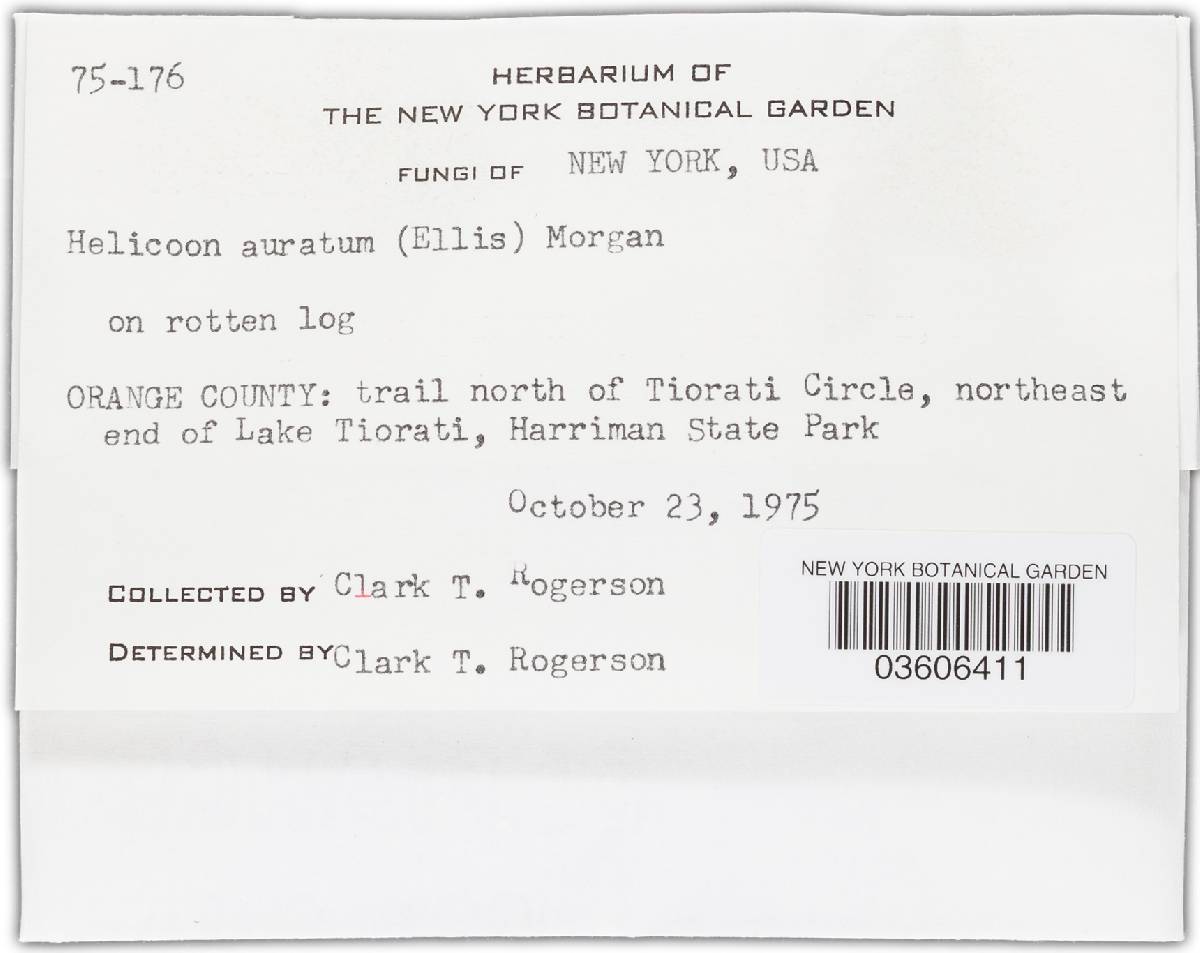 75-176
HERBARIUM OF
THE NEW YORK BOTANICAL GARDEN
FUNGI OF NEW YORK, USA
Helicoon auratum (Ellis) Morgan
on rotten log
ORANGE COUNTY: trail north of Tiorati Circle, northeast
end of Lake Tiorati, Harriman State Park
October 23, 1975
COLLECTED BY Clark T. Rogerson
DETERMINED BY Clark T. Rogerson
NEW YORK BOTANICAL GARDEN
03606411